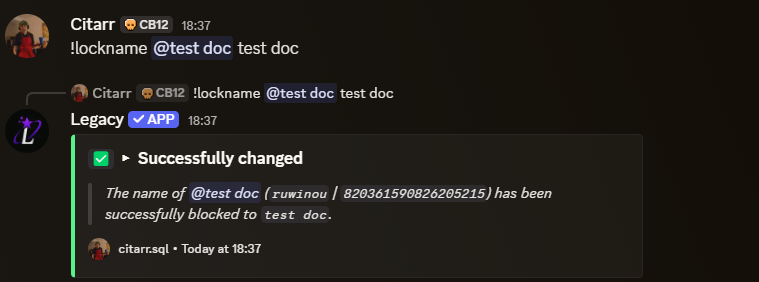 Citarr CB12 18:37
!lockname @test doc test doc
Citarr CB12 !lockname @test doc test doc
Legacy ✓ APP 18:37
✅ ► Successfully changed
The name of @test doc (ruwinou | 820361590826205215) has been
successfully blocked to test doc.
citarr.sql • Today at 18:37